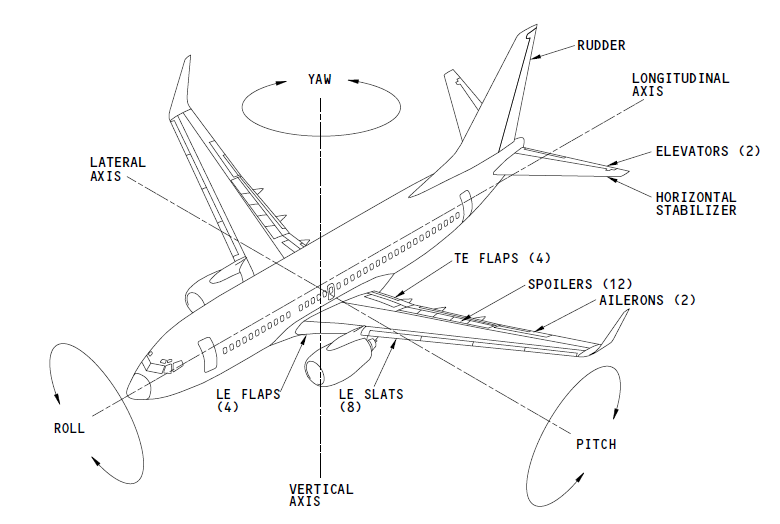 RUDDER
YAW
LONGITUDINAL
AXIS
ELEVATORS (2)
LATERAL
AXIS
HORIZONTAL
STABILIZER
TE FLAPS (4)
SPOILERS (12)
AILERONS (2)
LE FLAPS
(4)
LE SLATS
(8)
ROLL
PITCH
VERTICAL
AXIS